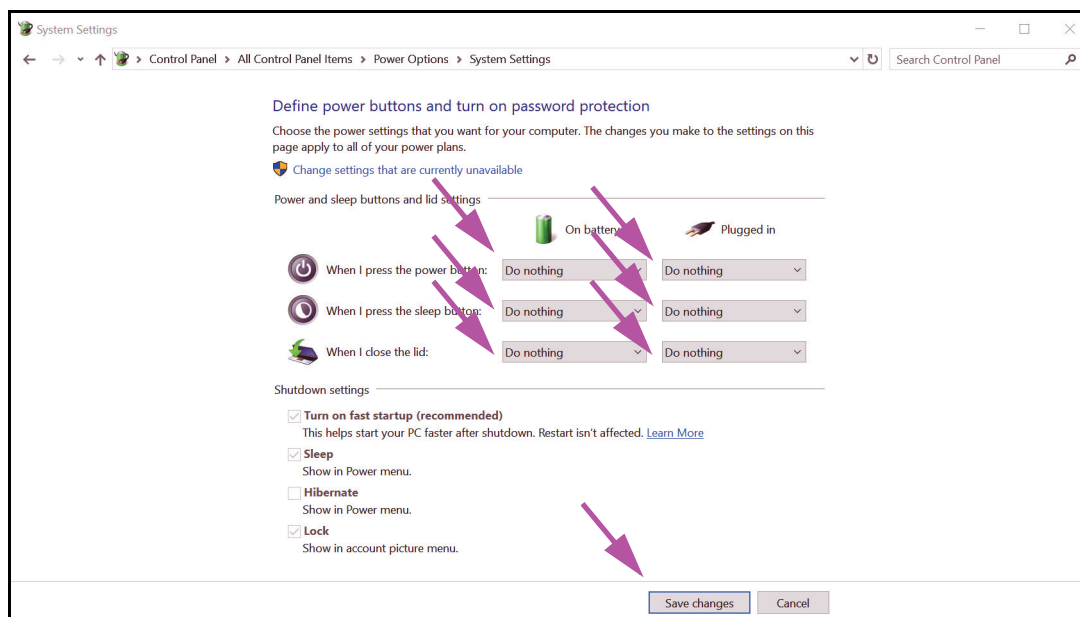 System Settings
Control Panel > All Control Panel Items > Power Options > System Settings
Search Control Panel
Define power buttons and turn on password protection
Choose the power settings that you want for your computer. The changes you make to the settings on this
page apply to all of your power plans.
Change settings that are currently unavailable
Power and sleep buttons and lid settings
On battery
Plugged in
When I press the power button: Do nothing Do nothing
When I press the sleep button: Do nothing Do nothing
When I close the lid: Do nothing Do nothing
Shutdown settings
Turn on fast startup (recommended)
This helps start your PC faster after shutdown. Restart isn't affected. Learn More
Sleep
Show in Power menu.
Hibernate
Show in Power menu.
Lock
Show in account picture menu.
Save changes Cancel